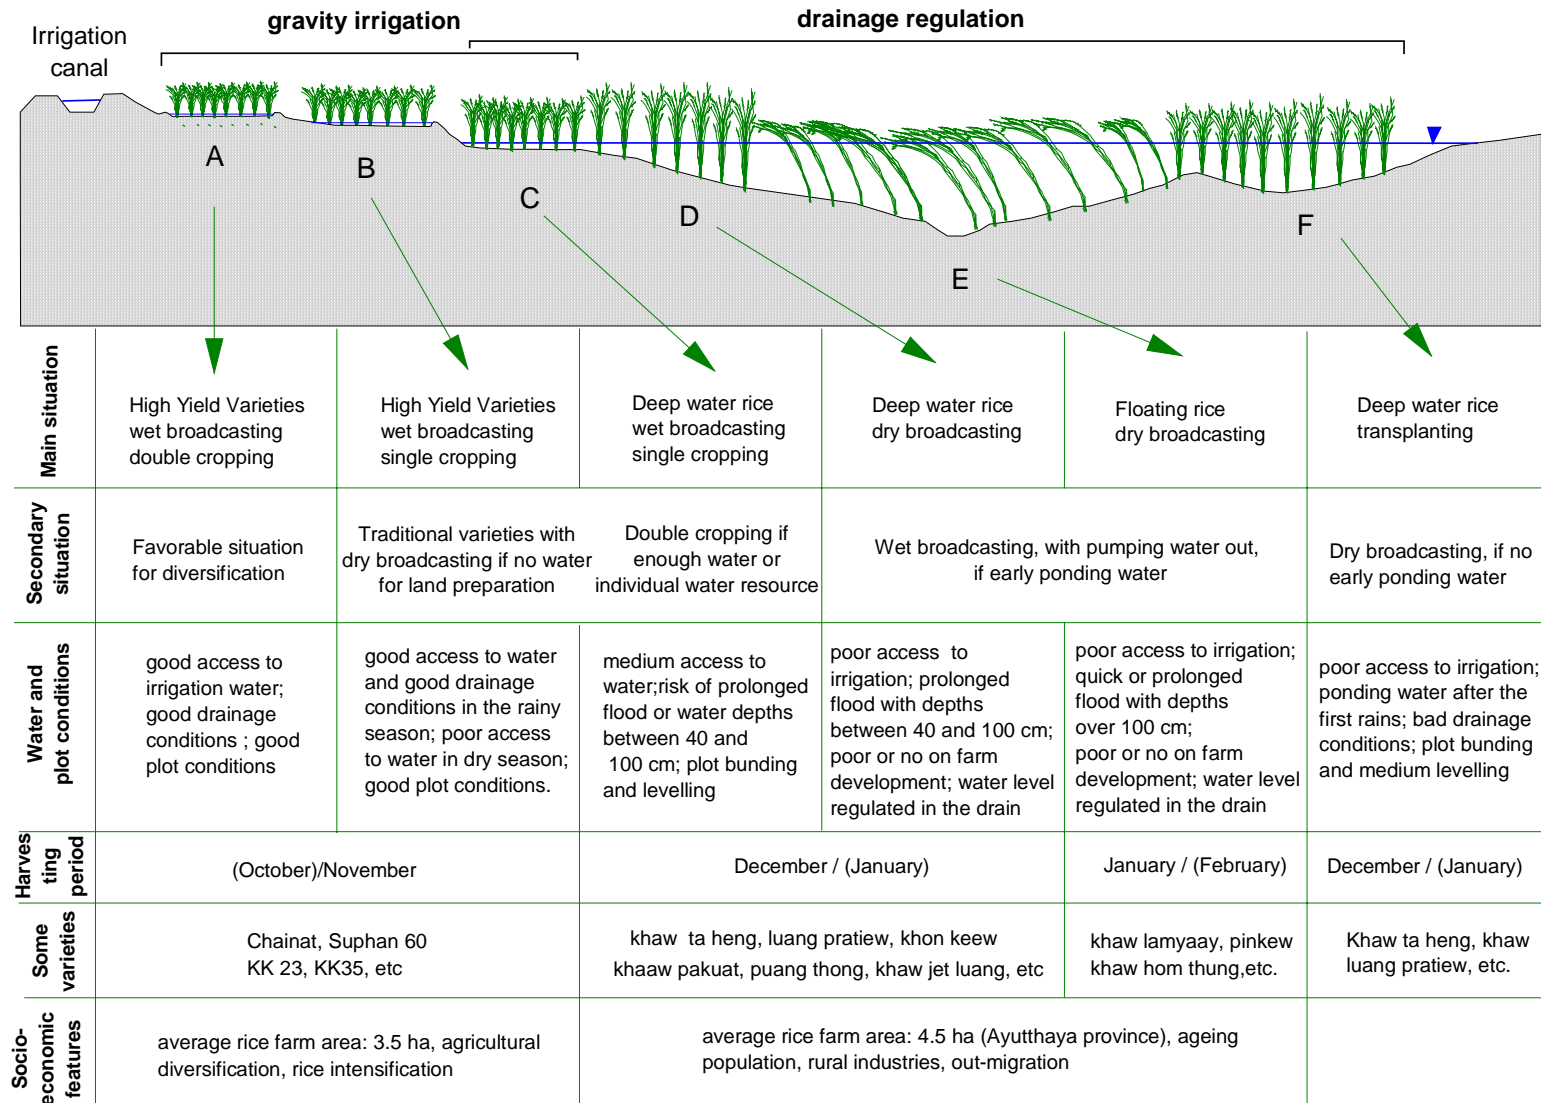 gravity irrigation
drainage regulation
Irrigation
canal
A
B
C
D
E
F
Main situation
High Yield Varieties
wet broadcasting
double cropping
High Yield Varieties
wet broadcasting
single cropping
Deep water rice
wet broadcasting
single cropping
Deep water rice
dry broadcasting
Floating rice
dry broadcasting
Deep water rice
transplanting
Secondary
situation
Favorable situation
for diversification
Traditional varieties with
dry broadcasting if no water
for land preparation
Double cropping if
enough water or
individual water resource
Wet broadcasting, with pumping water out,
if early ponding water
Dry broadcasting, if no
early ponding water
Water and
plot conditions
good access to
irrigation water;
good drainage
conditions ; good
plot conditions
good access to water
and good drainage
conditions in the rainy
season; poor access
to water in dry season;
good plot conditions.
medium access to
water;risk of prolonged
flood or water depths
between 40 and
100 cm; plot bunding
and levelling
poor access to
irrigation; prolonged
flood with depths
between 40 and 100 cm;
poor or no on farm
development; water level
regulated in the drain
poor access to irrigation;
quick or prolonged
flood with depths
over 100 cm;
poor or no on farm
development; water level
regulated in the drain
poor access to irrigation;
ponding water after the
first rains; bad drainage
conditions; plot bunding
and medium levelling
Harves
ting
period
(October)/November
December / (January)
January / (February)
December / (January)
Some
varieties
Chainat, Suphan 60
KK 23, KK35, etc
khaw ta heng, luang pratiew, khon keew
khaaw pakuat, puang thong, khaw jet luang, etc
khaw lamyaay, pinkew
khaw hom thung,etc.
Khaw ta heng, khaw
luang pratiew, etc.
Socio-
economic
features
average rice farm area: 3.5 ha, agricultural
diversification, rice intensification
average rice farm area: 4.5 ha (Ayutthaya province), ageing
population, rural industries, out-migration